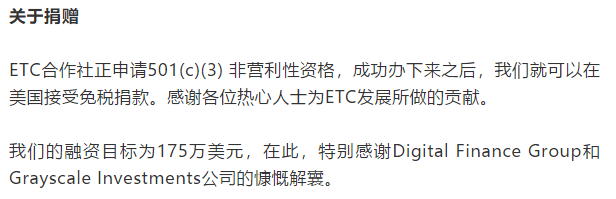 关于捐赠
ETC合作社正申请501(c)(3) 非营利性资格，成功办下来之后，我们就可以在
美国接受免税捐款。感谢各位热心人士为ETC发展所做的贡献。
我们的融资目标为175万美元，在此，特别感谢Digital Finance Group和
Grayscale Investments公司的慷慨解囊。